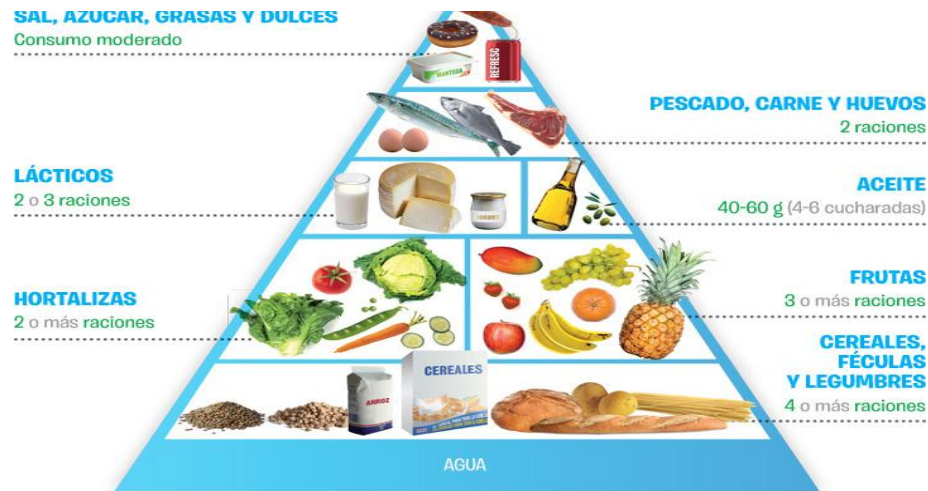 SAL, AZÚCAR, GRASAS Y DULCES
Consumo moderado
MANTECA
REFRESC
PESCADO, CARNE Y HUEVOS
2 raciones
LÁCTICOS
2 o 3 raciones
YOGURT
ACEITE
40-60 g (4-6 cucharadas)
HORTALIZAS
2 o más raciones
FRUTAS
3 o más raciones
CEREALES,
FÉCULAS
Y LEGUMBRES
4 o más raciones
ARROZ
CEREALES
AGUA